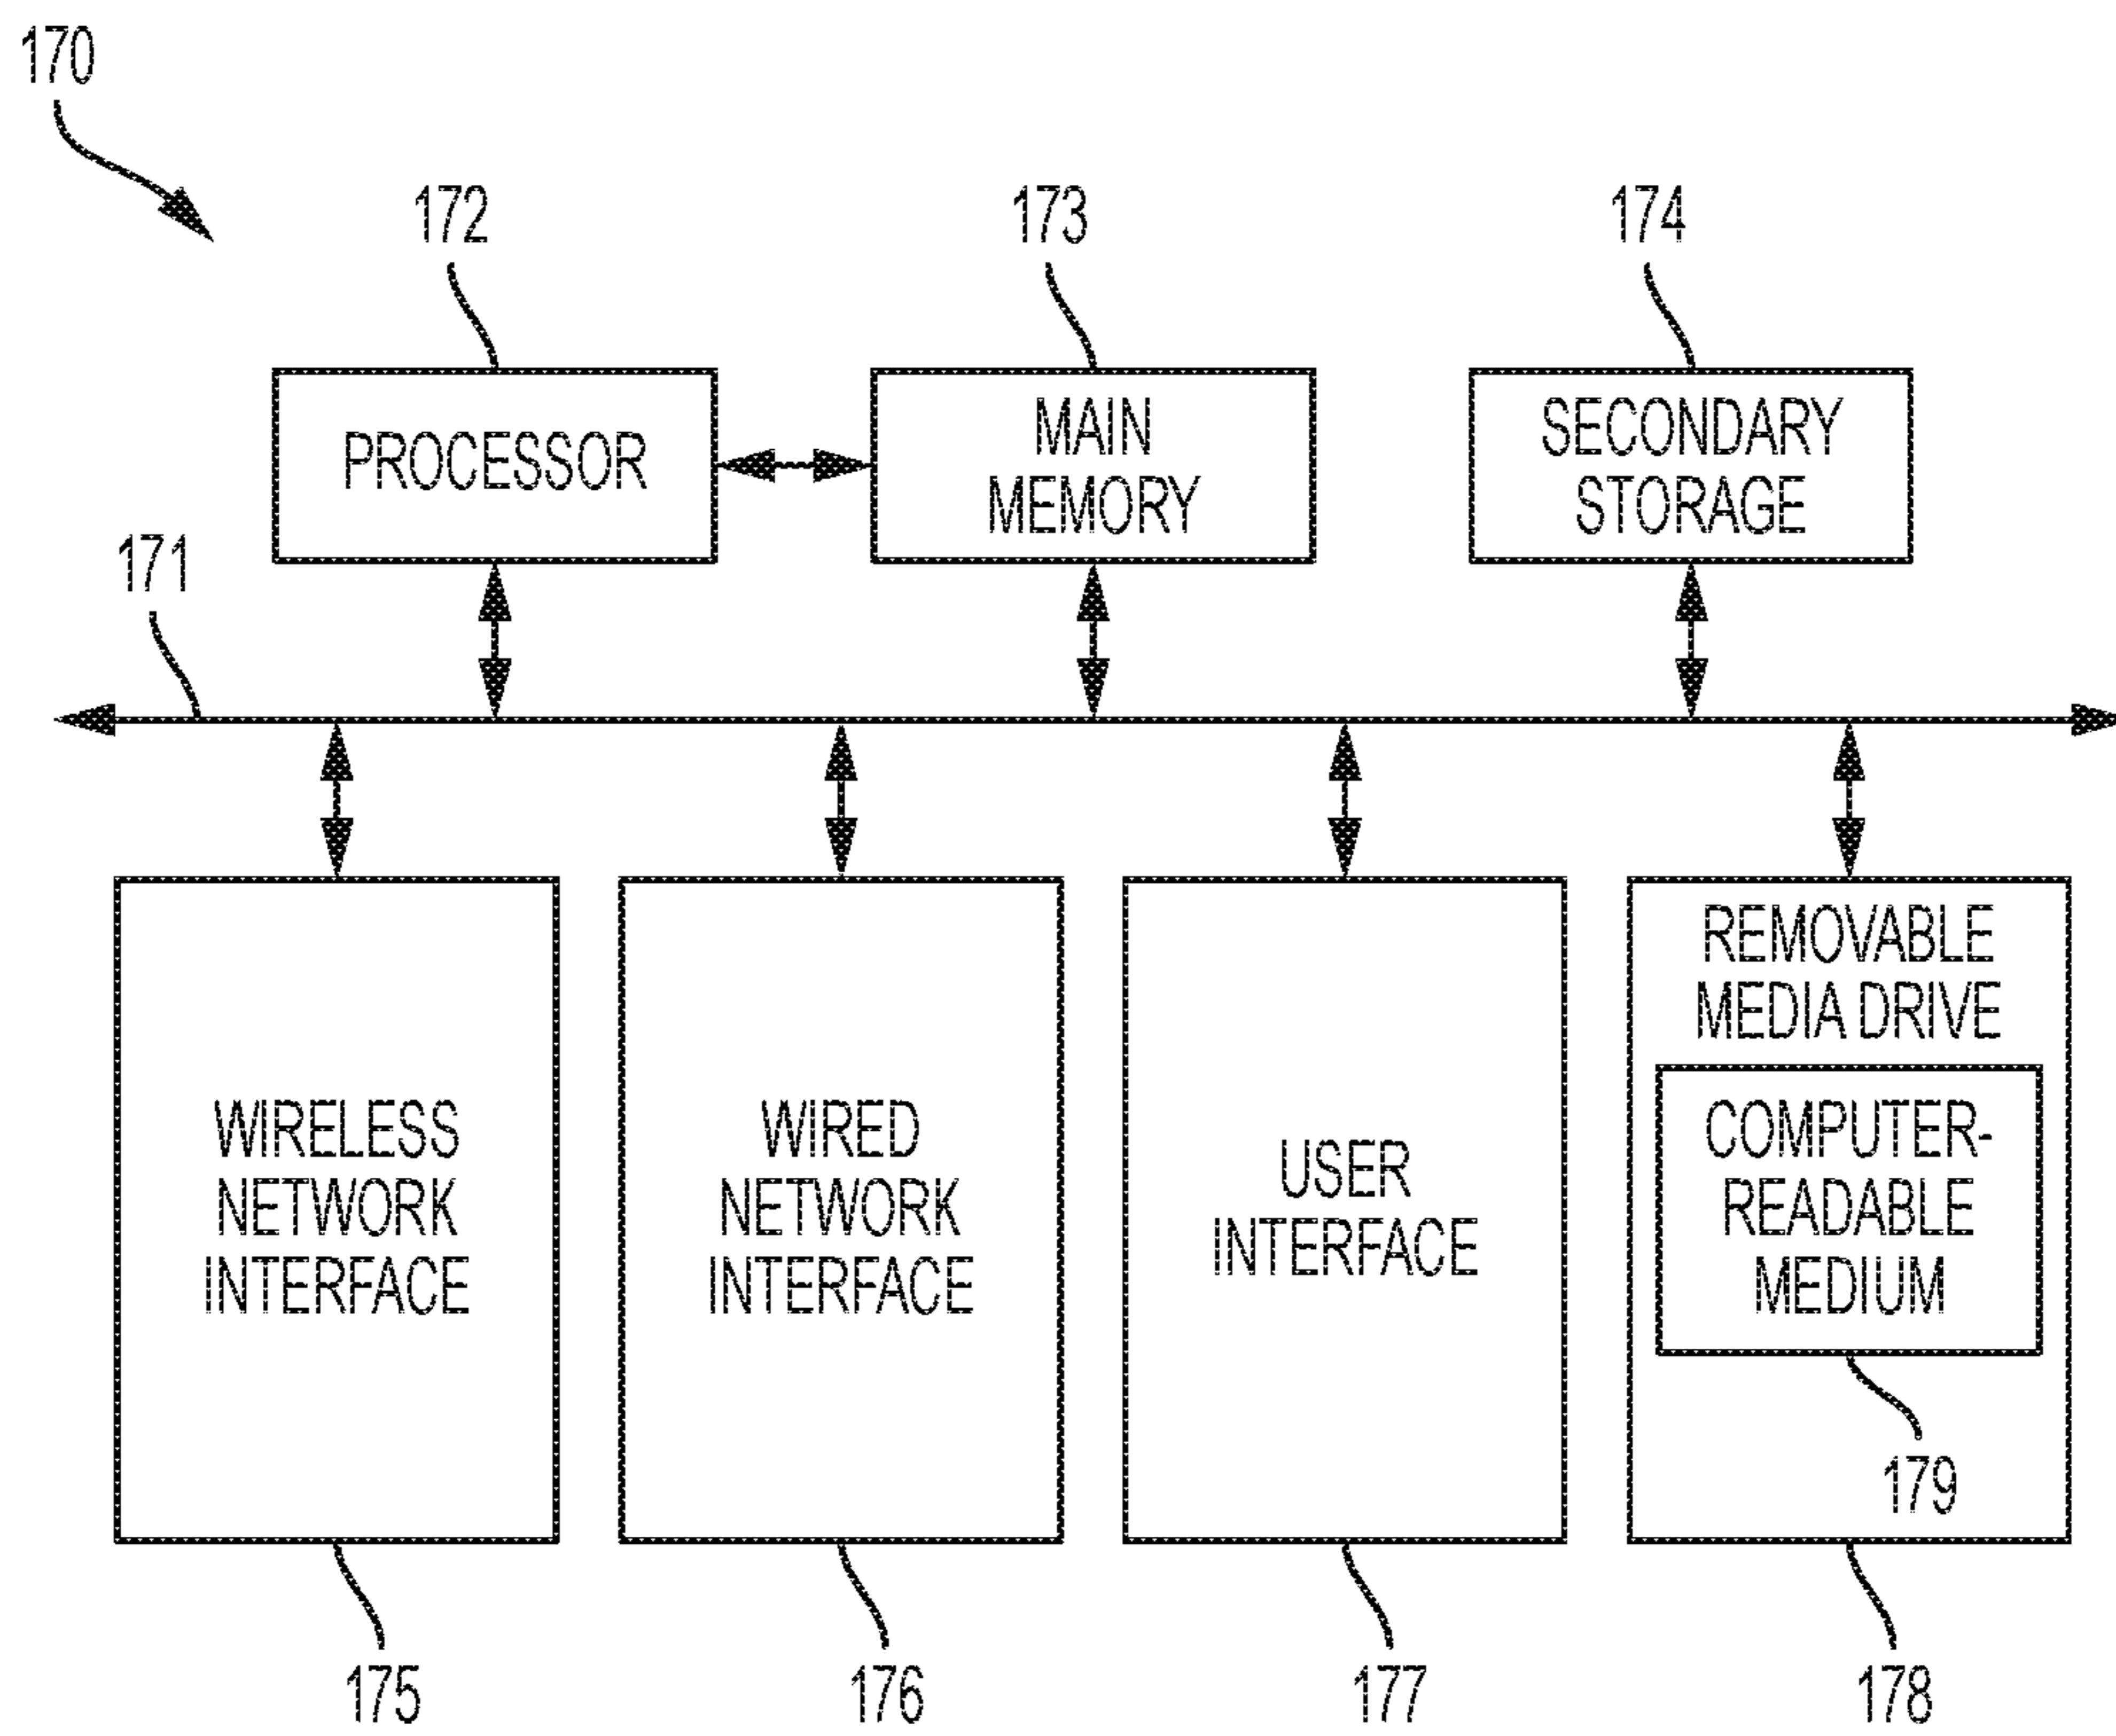 170
172
173
174
PROCESSOR
MAIN
MEMORY
SECONDARY
STORAGE
171
WIRELESS
NETWORK
INTERFACE
WIRED
NETWORK
INTERFACE
USER
INTERFACE
REMOVABLE
MEDIA DRIVE
COMPUTER-
READABLE
MEDIUM
179
175
176
177
178